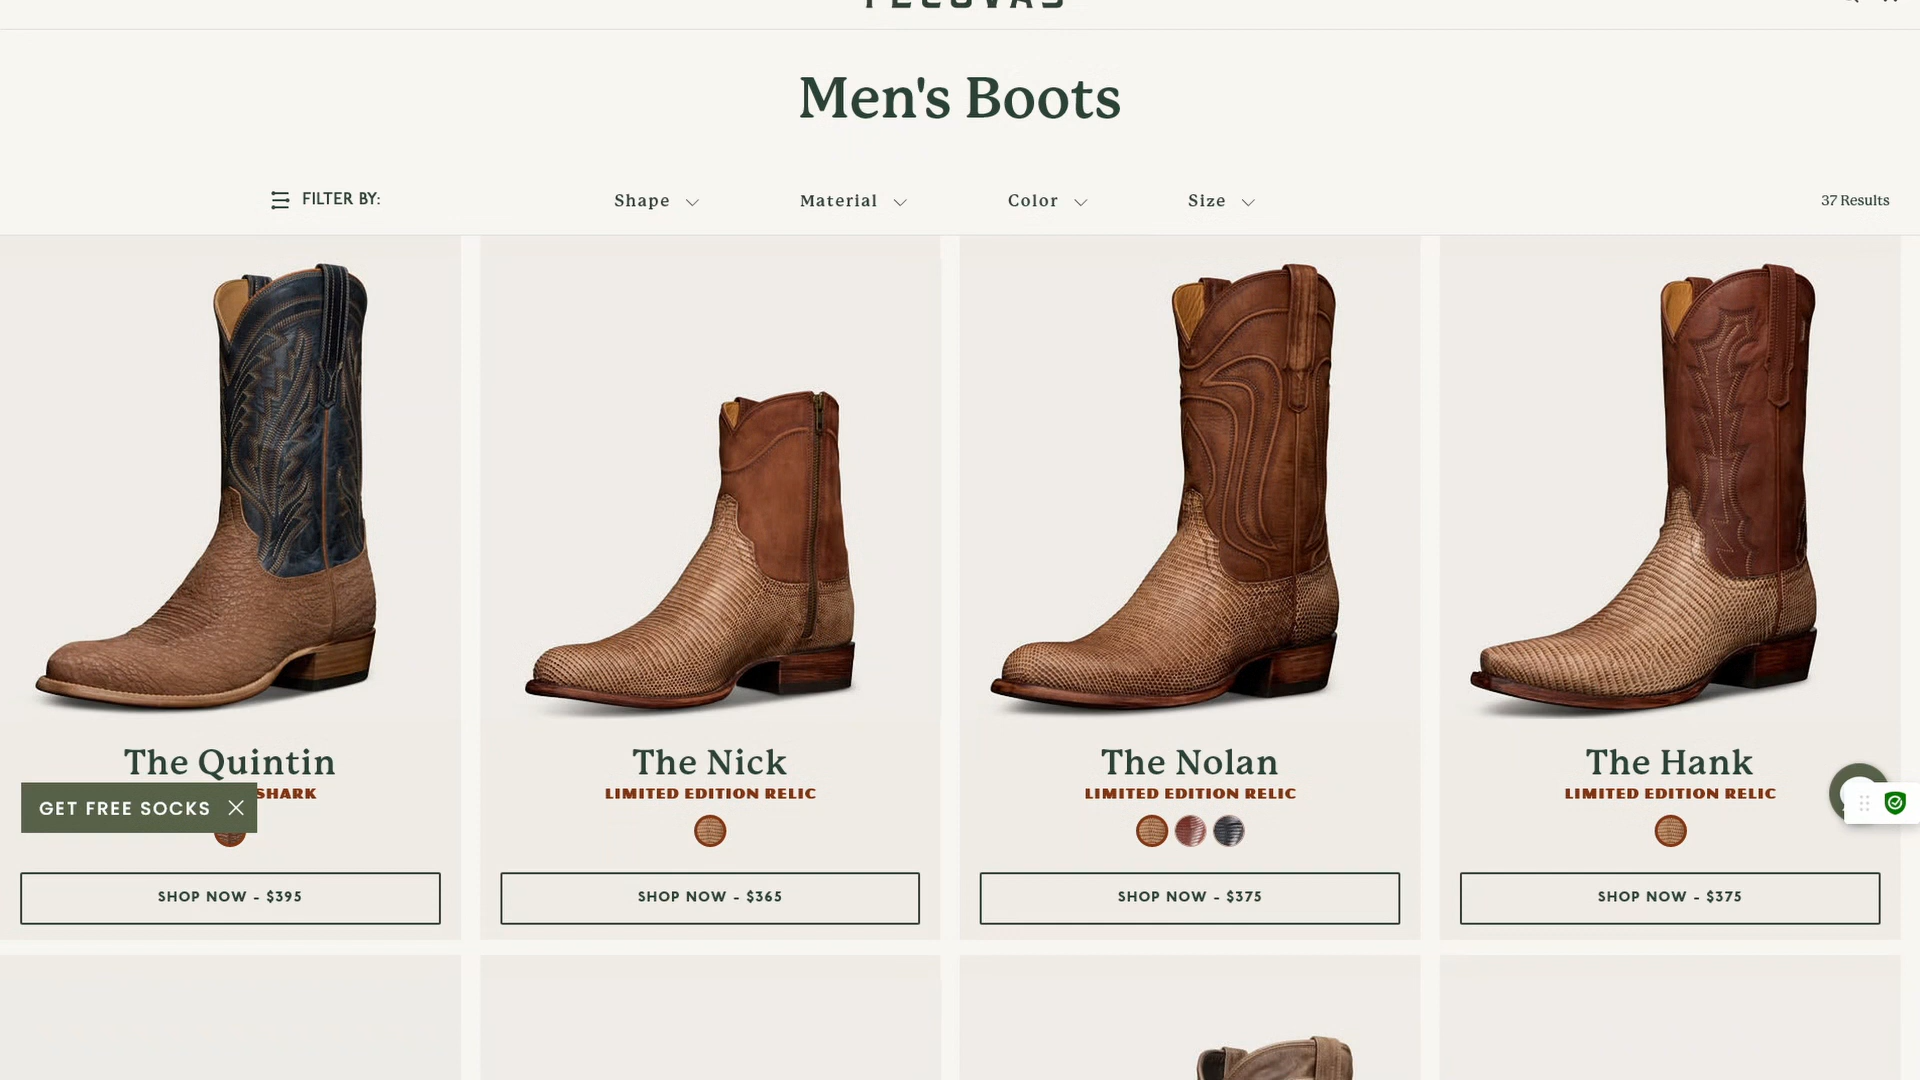 TECOVAS
Men's Boots
FILTER BY:
Shape
Material
Color
Size
37 Results
The Quintin
SHARK
GET FREE SOCKS
SHOP NOW - $395
The Nick
LIMITED EDITION RELIC
SHOP NOW - $365
The Nolan
LIMITED EDITION RELIC
SHOP NOW - $375
The Hank
LIMITED EDITION RELIC
SHOP NOW - $375